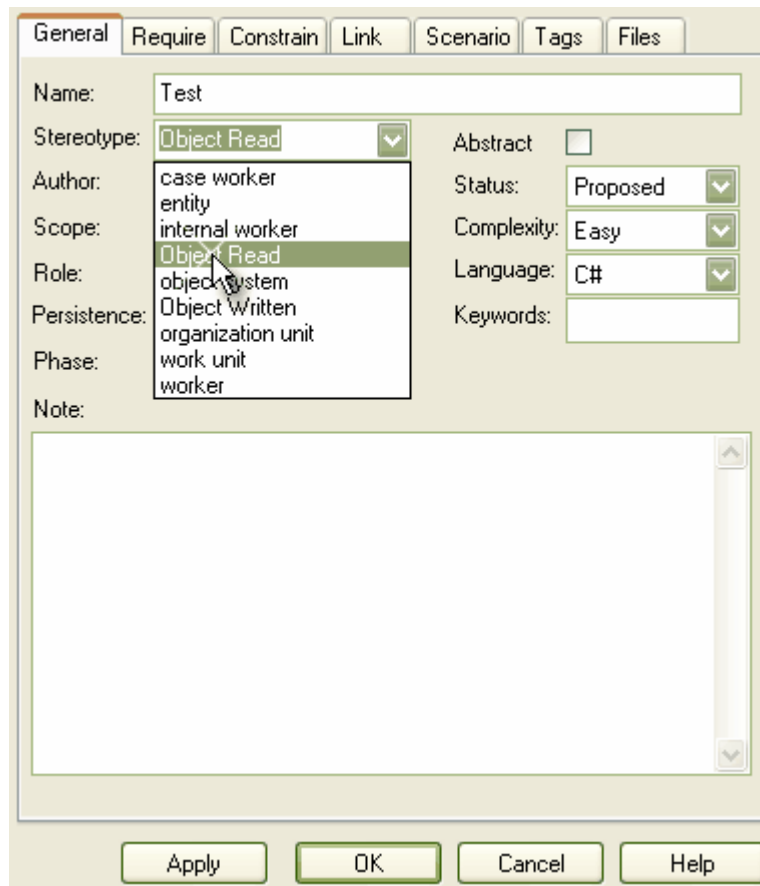 General Require Constrain Link Scenario Tags Files
Name: Test
Stereotype: Object Read Abstract
Author: Status: Proposed
Scope: Complexity: Easy
Role: Language: C#
Persistence: Keywords:
Phase:
case worker
entity
internal worker
Object Read
object system
Object Written
organization unit
work unit
worker
Note:
Apply OK Cancel Help